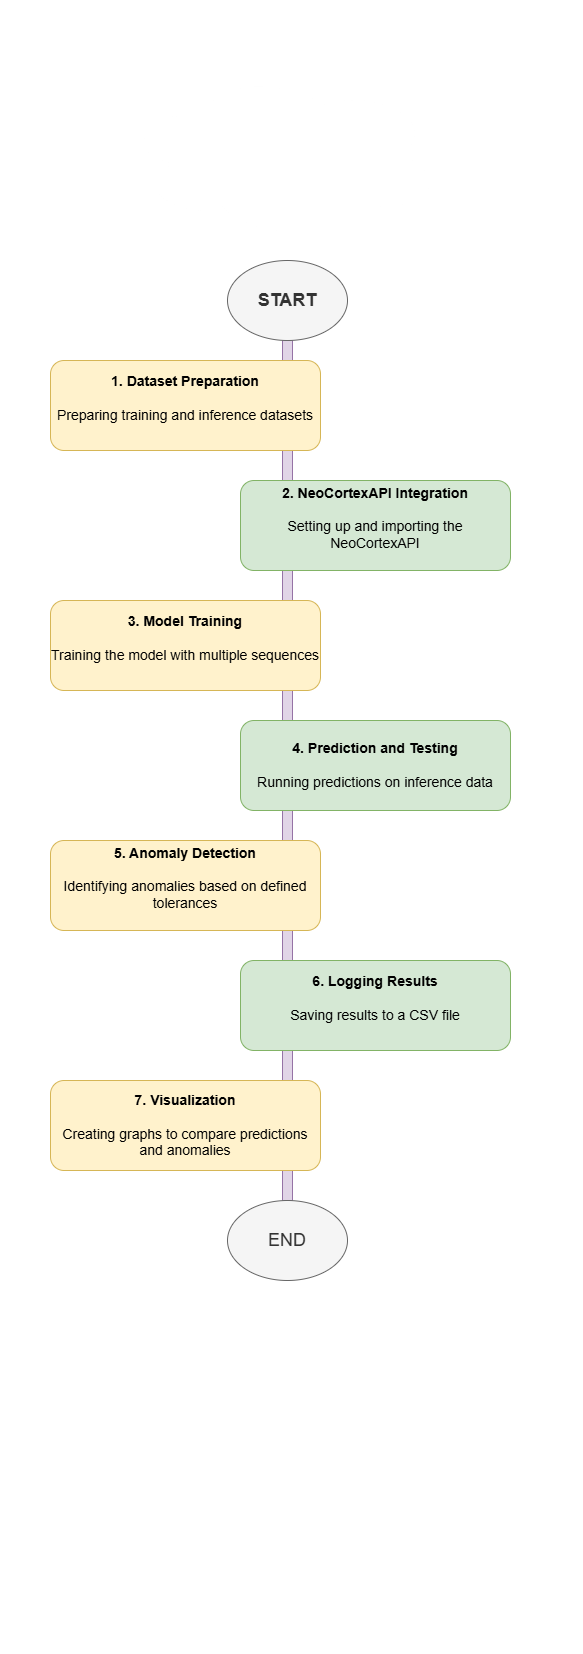 START
1. Dataset Preparation
Preparing training and inference datasets
2. NeoCortexAPI Integration
Setting up and importing the
NeoCortexAPI
3. Model Training
Training the model with multiple sequences
4. Prediction and Testing
Running predictions on inference data
5. Anomaly Detection
Identifying anomalies based on defined
tolerances
6. Logging Results
Saving results to a CSV file
7. Visualization
Creating graphs to compare predictions
and anomalies
END